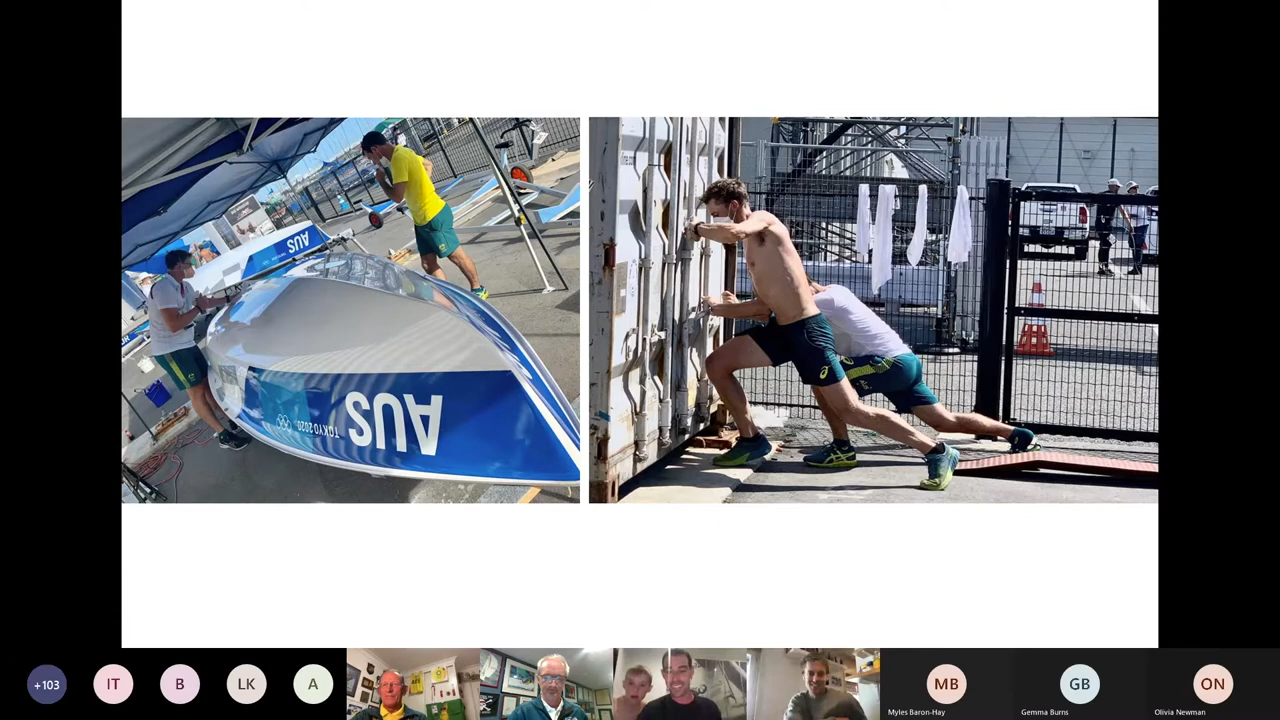 AUS
AUS
TOKYO 2020
+103
IT
B
LK
A
MB
Myles Baron-Hay
GB
Gemma Burns
ON
Olivia Newman